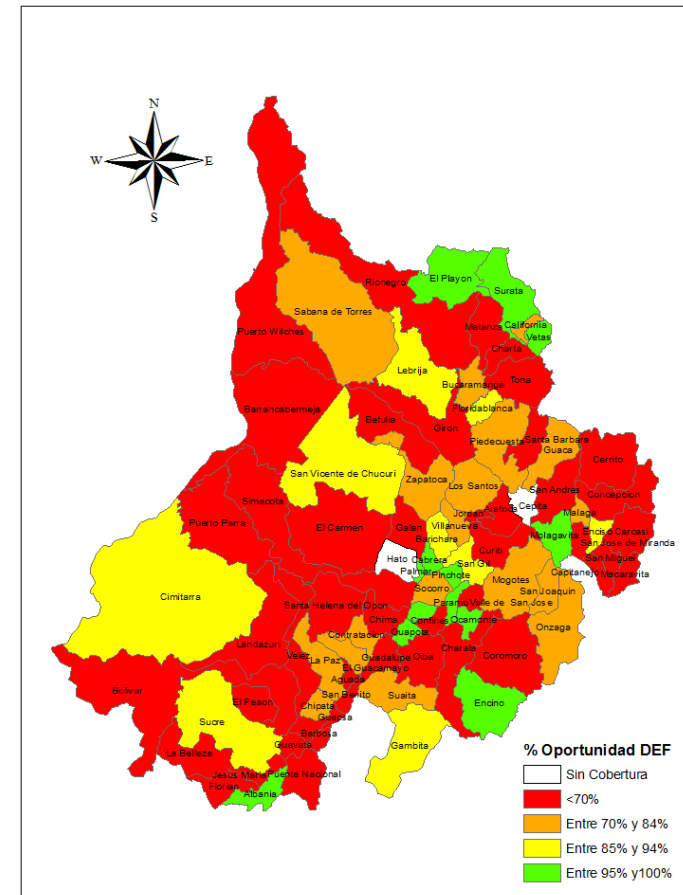 N
W
E
S
El Playon
Surata
Rionegro
Sabana de Torres
California
Matanza
Vetas
Puerto Wilches
Charta
Lebrija
Tona
Bucaramanga
Barrancabermeja
Floridablanca
Betulia
Giron
Piedecuesta
Santa Barbara
Guaca
Cerrito
San Vicente de Chucuri
Zapatoca
Los Santos
San Andres
Concepcion
Simacota
Cepita
Aratoca
Jordan
Malaga
Puerto Parra
El Carmen
Galan
Villanueva
Enciso
Carcasi
Barichara
Molagavita
San Jose de Miranda
Curiti
Hato
Cabrera
San Gil
San Miguel
Palmar
Pinchote
Capitanejo
Macaravita
Cimitarra
Socorro
Mogotes
San Joaquin
Paramo
Valle de San Jose
Santa Helena del Opon
Chima
Confines
Ocamonte
Onzaga
Guapota
Contratacion
Landazuri
Charala
Velez
La Paz
Guadalupe
Oiba
Coromoro
El Guacamayo
Aguada
Bolivar
San Benito
Suaita
Encino
El Peñon
Chipata
Guepsa
Sucre
Barbosa
Guavata
Gambita
La Belleza
Jesus Maria
Puente Nacional
Florian
Albania
% Oportunidad DEF
Sin Cobertura
<70%
Entre 70% y 84%
Entre 85% y 94%
Entre 95% y100%